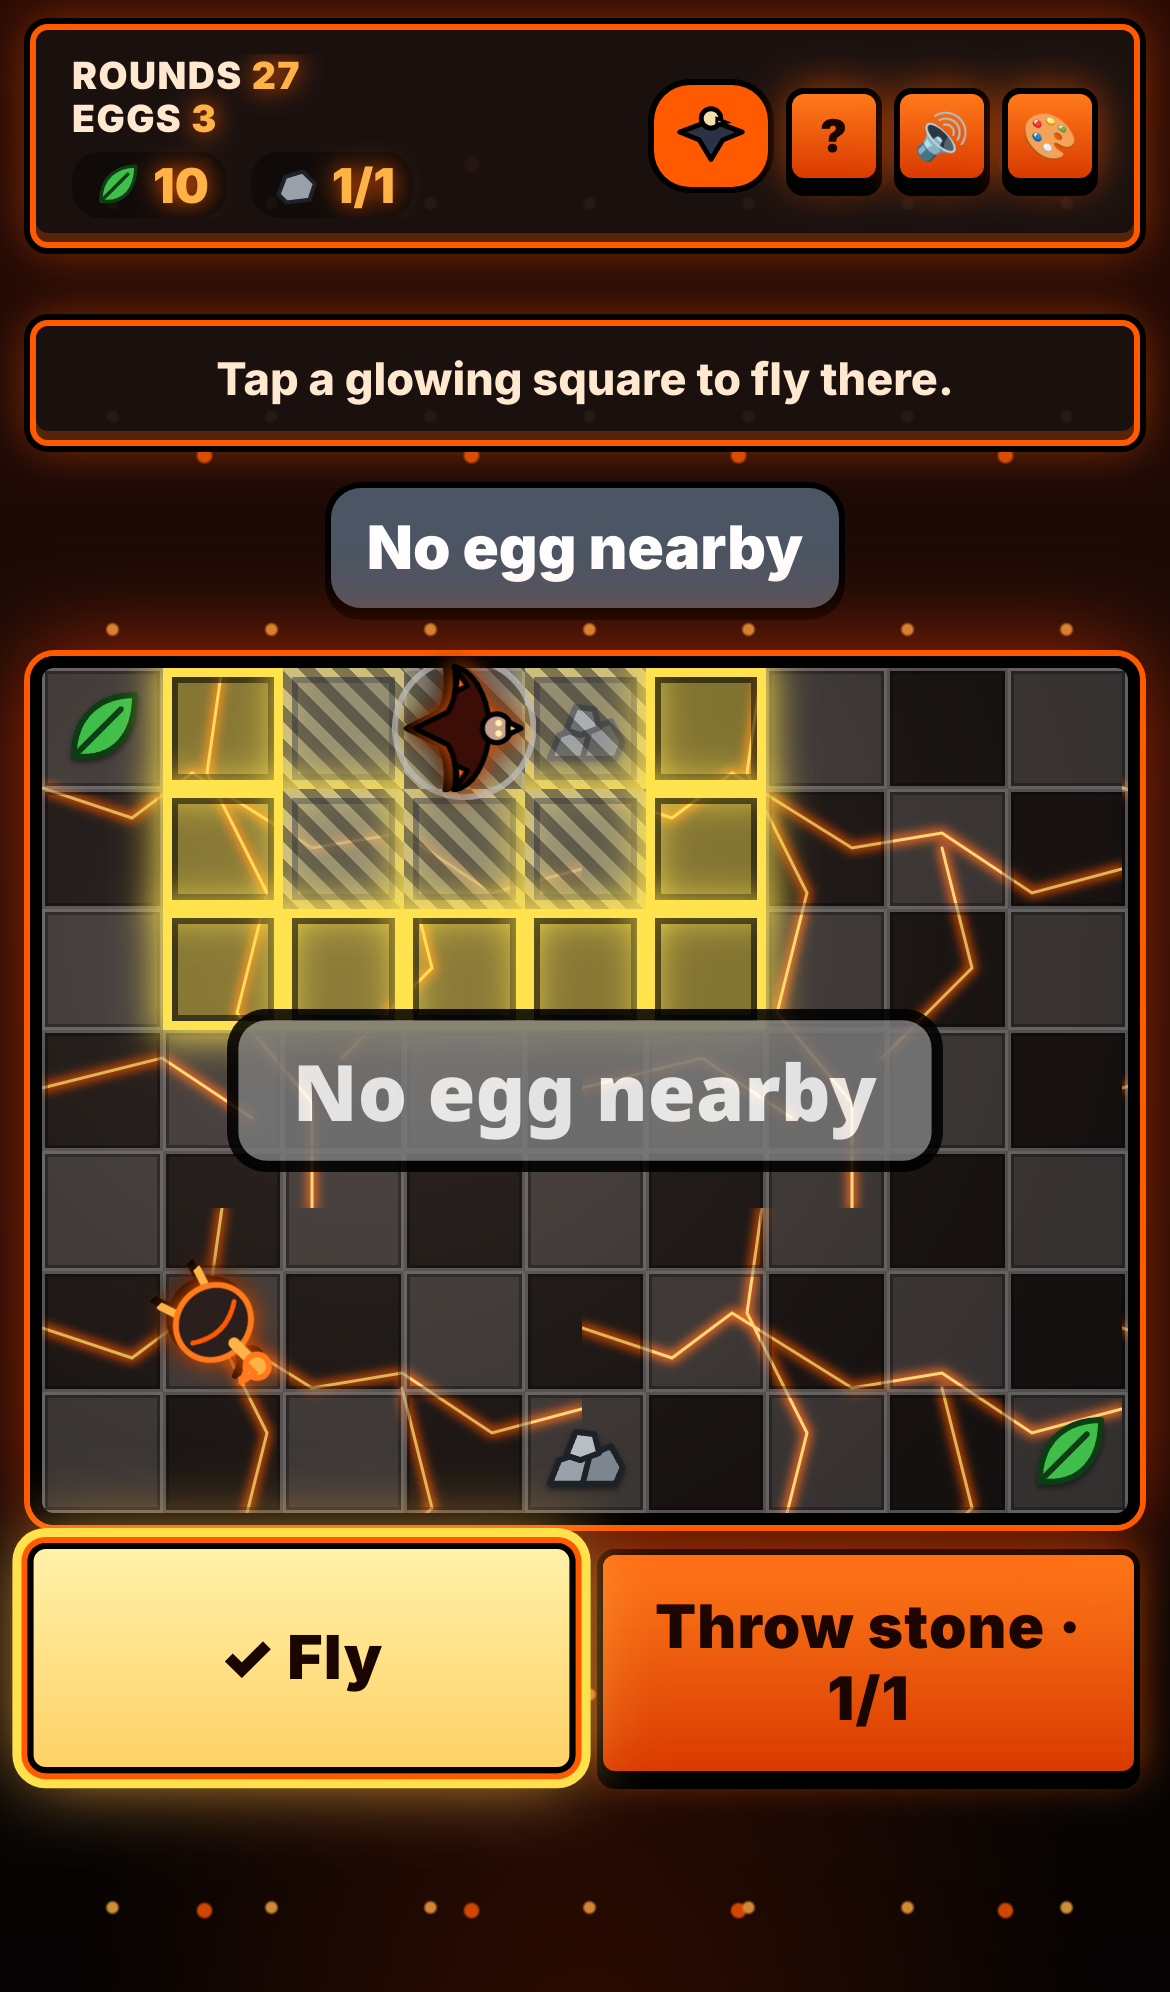 ROUNDS 27
EGGS 3
10
1/1
?
Tap a glowing square to fly there.
No egg nearby
No egg nearby
✓ Fly
Throw stone ·
1/1